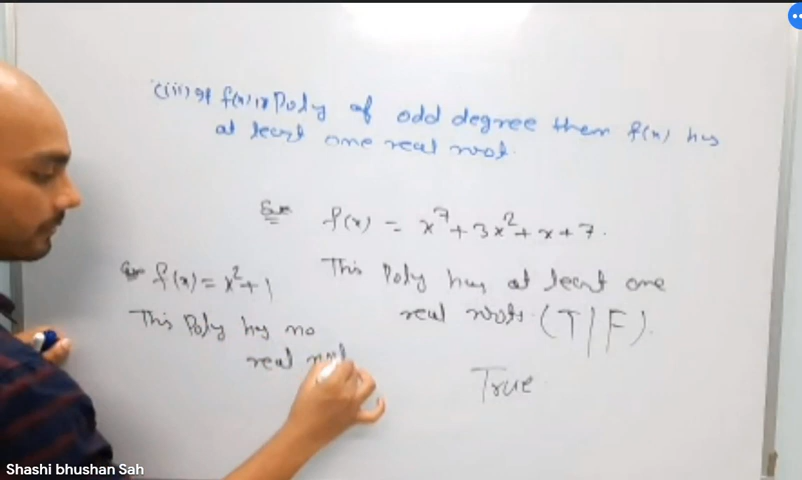 (iii) If f(x) is Poly of odd degree then f(x) has
at least one real root.
Ex f(x) = x⁷ + 3x² + x + 7.
This Poly has at least one
real roots. (T/F).
True
Ex f(x) = x² + 1
This Poly has no
real root
Shashi bhushan Sah